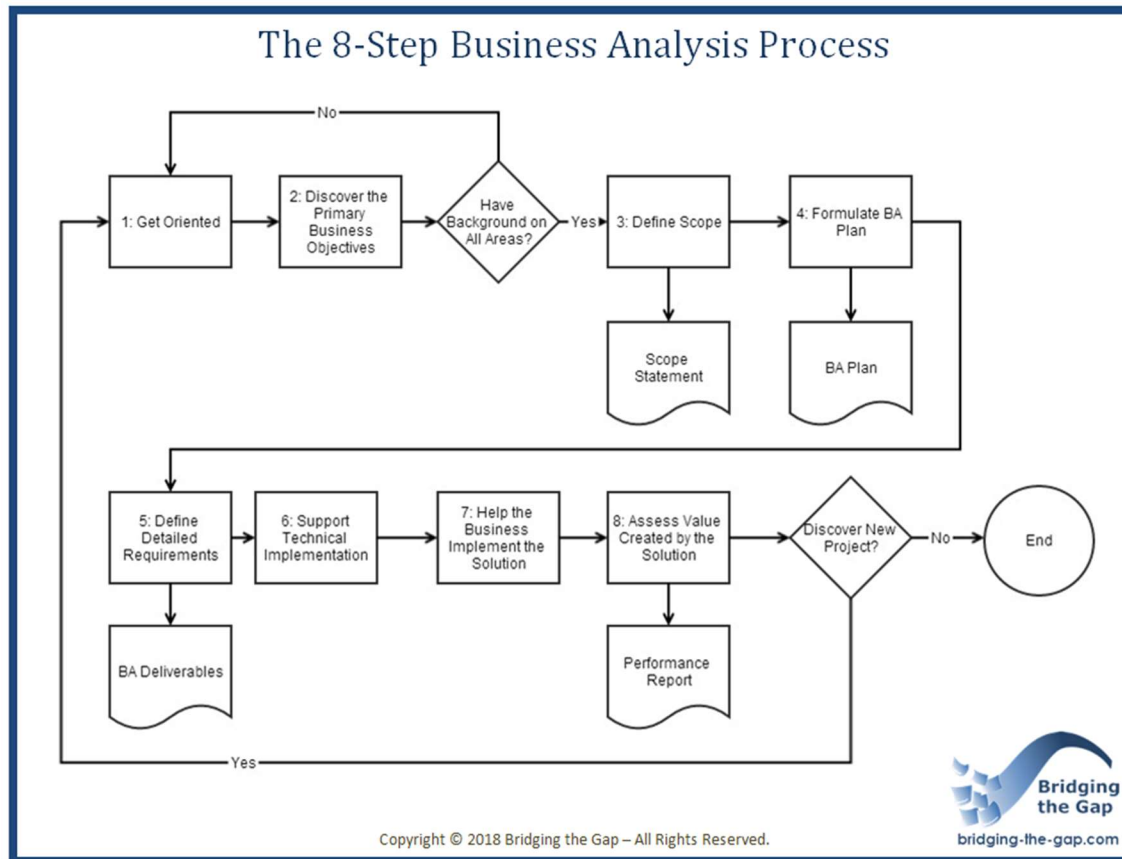 The 8-Step Business Analysis Process
No
1: Get Oriented
2: Discover the
Primary
Business
Objectives
Have
Background on
All Areas?
Yes
3: Define Scope
4: Formulate BA
Plan
Scope
Statement
BA Plan
5: Define
Detailed
Requirements
6: Support
Technical
Implementation
7: Help the
Business
Implement the
Solution
8: Assess Value
Created by the
Solution
Discover New
Project?
No
End
BA Deliverables
Performance
Report
Yes
Bridging
the Gap
bridging-the-gap.com
Copyright © 2018 Bridging the Gap – All Rights Reserved.